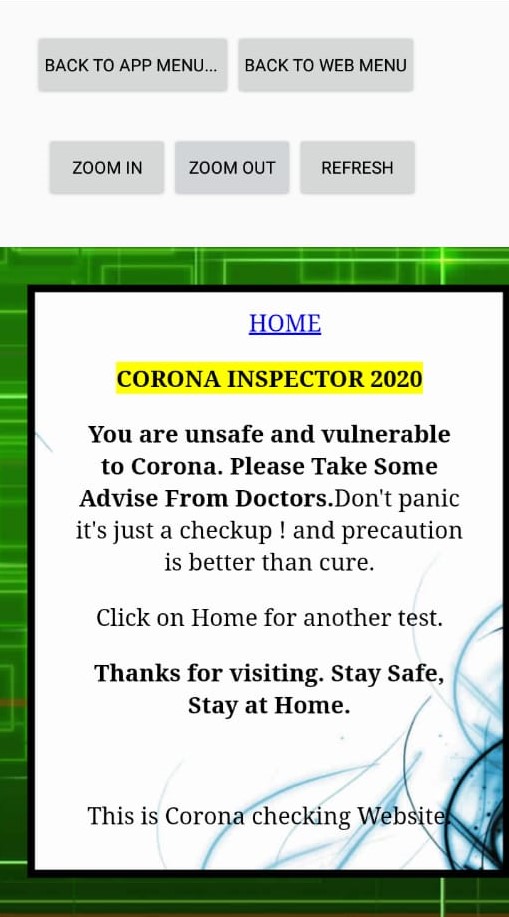 BACK TO APP MENU... BACK TO WEB MENU
ZOOM IN ZOOM OUT REFRESH
HOME
CORONA INSPECTOR 2020
You are unsafe and vulnerable
to Corona. Please Take Some
Advise From Doctors.Don't panic
it's just a checkup ! and precaution
is better than cure.
Click on Home for another test.
Thanks for visiting. Stay Safe,
Stay at Home.
This is Corona checking Website.